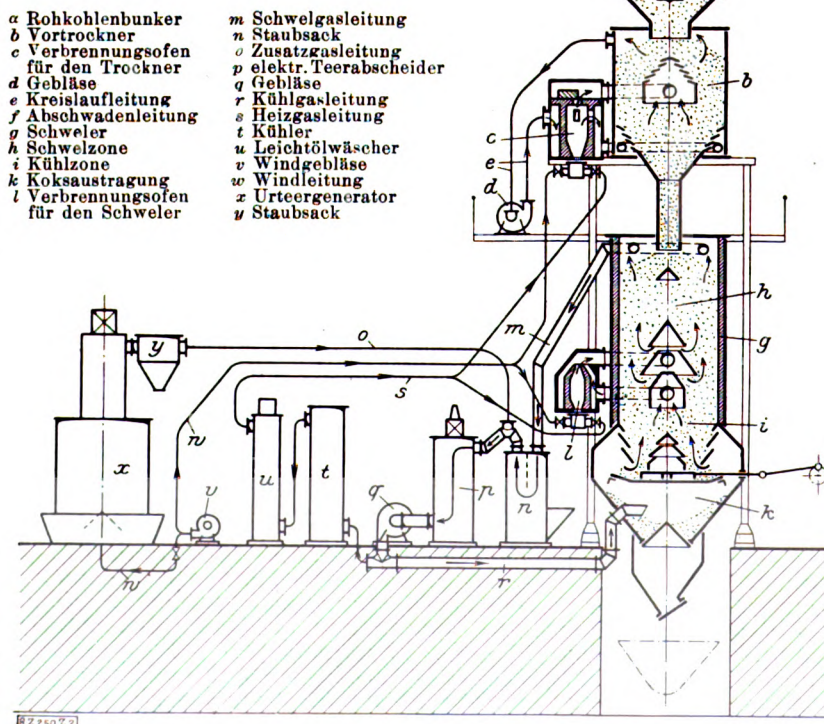 a Rohkohlenbunker
b Vortrockner
c Verbrennungsofen
für den Trockner
d Gebläse
e Kreislaufleitung
f Abschwadenleitung
g Schweler
h Schwelzone
i Kühlzone
k Koksaustragung
l Verbrennungsofen
für den Schweler
m Schwelgasleitung
n Staubsack
o Zusatzgasleitung
p elektr. Teerabscheider
q Gebläse
r Kühlgasleitung
s Heizgasleitung
t Kühler
u Leichtölwäscher
v Windgebläse
w Windleitung
x Urteergenerator
y Staubsack
b
c
e
d
h
m
g
y
o
s
w
l
i
x
v
u
t
q
p
n
k
w
r